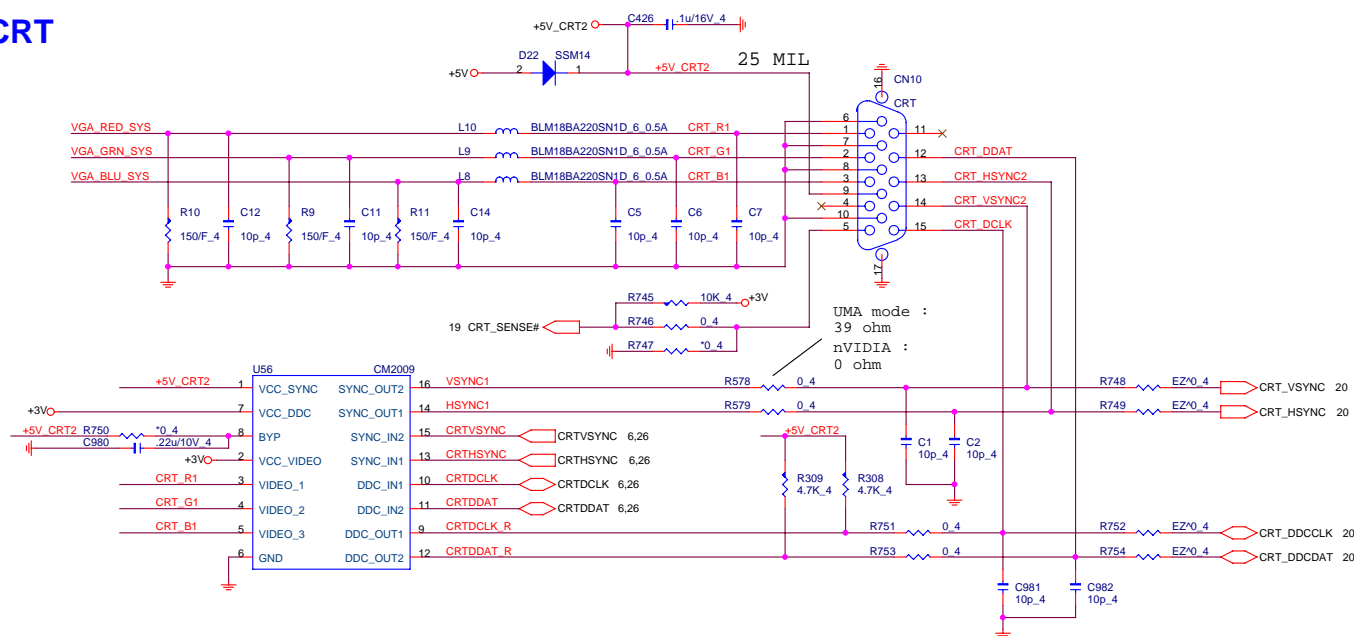 CRT
+5V_CRT2 C426 .1u/16V_4
D22 SSM14
25 MIL
+5V 2 1 +5V_CRT2
16 CN10
CRT
VGA_RED_SYS L10 BLM18BA220SN1D_6_0.5A CRT_R1
VGA_GRN_SYS L9 BLM18BA220SN1D_6_0.5A CRT_G1
VGA_BLU_SYS L8 BLM18BA220SN1D_6_0.5A CRT_B1
6
1 11
7
2 12 CRT_DDAT
8
3 13 CRT_HSYNC2
9
4 14 CRT_VSYNC2
10
5 15 CRT_DCLK
17
R10 C12 R9 C11 R11 C14 C5 C6 C7
150/F_4 10p_4 150/F_4 10p_4 150/F_4 10p_4 10p_4 10p_4 10p_4
R745 10K_4 +3V
19 CRT_SENSE# R746 0_4
R747 *0_4
UMA mode :
39 ohm
nVIDIA :
0 ohm
U56 CM2009
+5V_CRT2 1 VCC_SYNC SYNC_OUT2 16 VSYNC1 R578 0_4 R748 EZ^0_4 CRT_VSYNC 20
+3V 7 VCC_DDC SYNC_OUT1 14 HSYNC1 R579 0_4 R749 EZ^0_4 CRT_HSYNC 20
+5V_CRT2 R750 *0_4 8 BYP SYNC_IN2 15 CRTVSYNC CRTVSYNC 6,26 +5V_CRT2
C980 .22u/10V_4
C1 C2
10p_4 10p_4
+3V 2 VCC_VIDEO SYNC_IN1 13 CRTHSYNC CRTHSYNC 6,26
CRT_R1 3 VIDEO_1 DDC_IN1 10 CRTDCLK CRTDCLK 6,26
R309 R308
4.7K_4 4.7K_4
CRT_G1 4 VIDEO_2 DDC_IN2 11 CRTDDAT CRTDDAT 6,26
CRT_B1 5 VIDEO_3 DDC_OUT1 9 CRTDCLK_R R751 0_4 R752 EZ^0_4 CRT_DDCCLK 20
6 GND DDC_OUT2 12 CRTDDAT_R R753 0_4 R754 EZ^0_4 CRT_DDCDAT 20
C981 C982
10p_4 10p_4